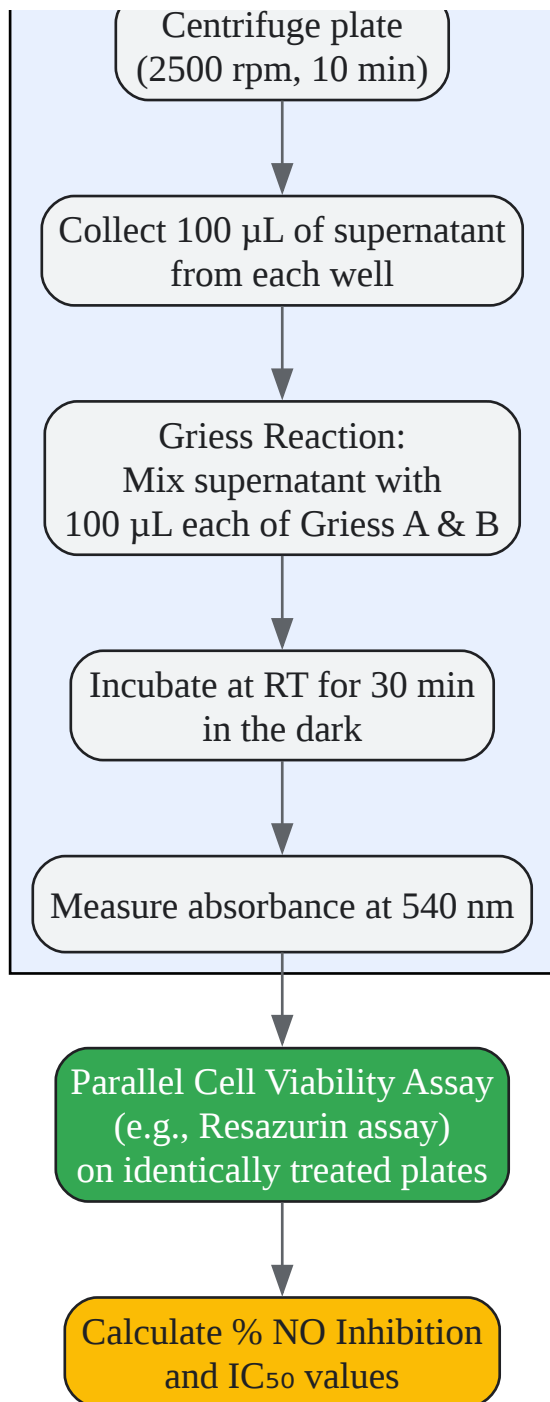 Centrifuge plate
(2500 rpm, 10 min)
Collect 100 µL of supernatant
from each well
Griess Reaction:
Mix supernatant with
100 µL each of Griess A & B
Incubate at RT for 30 min
in the dark
Measure absorbance at 540 nm
Parallel Cell Viability Assay
(e.g., Resazurin assay)
on identically treated plates
Calculate % NO Inhibition
and IC₅₀ values